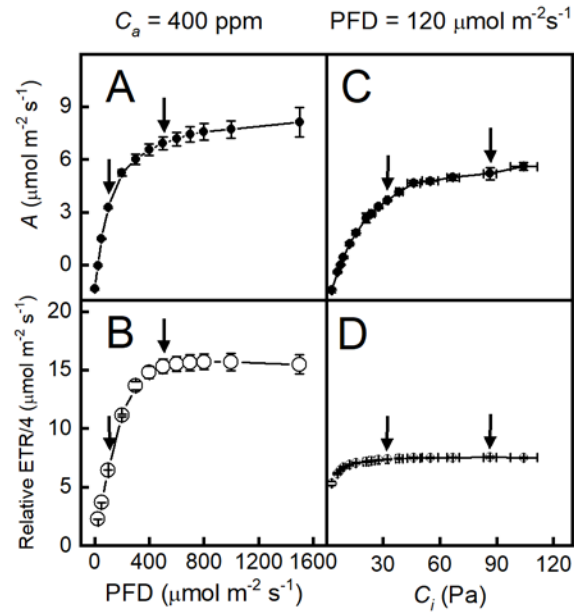 Cₐ = 400 ppm
PFD = 120 μmol m⁻²s⁻¹
A
C
A (μmol m⁻² s⁻¹)
9
6
3
0
B
D
Relative ETR/4 (μmol m⁻² s⁻¹)
20
15
10
5
0
0 400 800 1200 1600
30 60 90 120
PFD (μmol m⁻² s⁻¹)
Cᵢ (Pa)